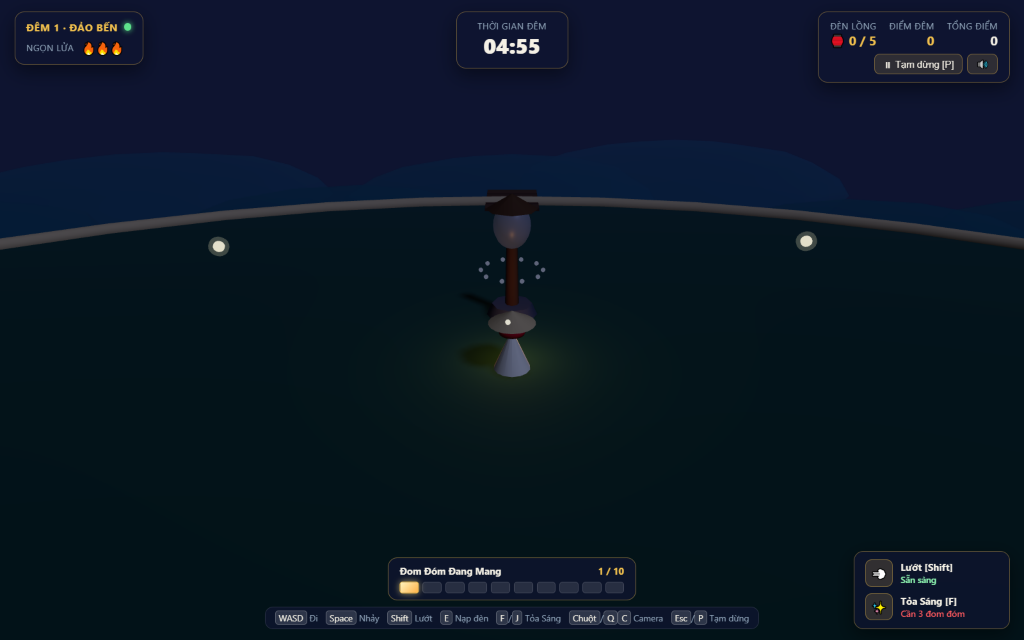 ĐÊM 1 · ĐẢO BẾN
NGỌN LỬA
THỜI GIAN ĐÊM
04:55
ĐÈN LỒNG ĐIỂM ĐÊM TỔNG ĐIỂM
0 / 5 0 0
Tạm dừng [P]
Đom Đóm Đang Mang 1 / 10
WASD Đi Space Nhảy Shift Lướt E Nạp đèn F / J Tỏa Sáng Chuột / Q C Camera Esc / P Tạm dừng
Lướt [Shift]
Sẵn sàng
Tỏa Sáng [F]
Cần 3 đom đóm